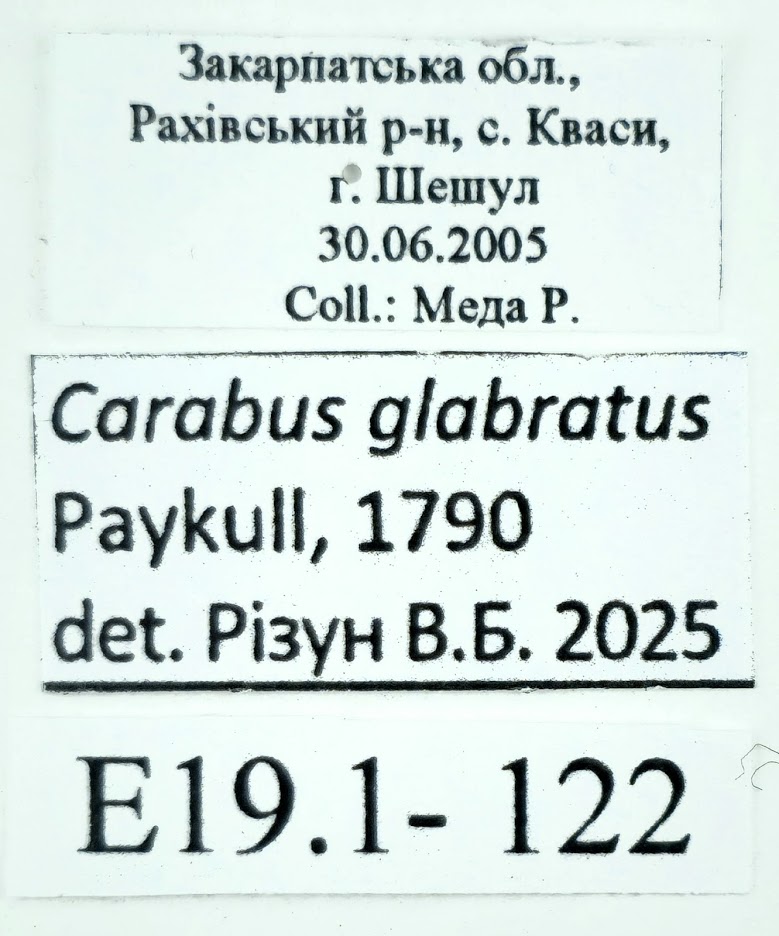 Закарпатська обл.,
Рахівський р-н, с. Кваси,
г. Шешул
30.06.2005
Coll.: Меда Р.
Carabus glabratus
Paykull, 1790
det. Різун В.Б. 2025
E19.1- 122